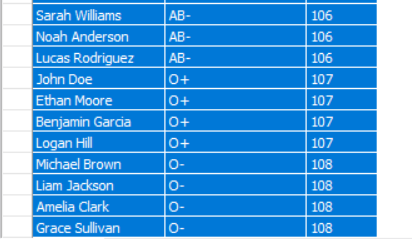 Sarah Williams AB- 106
Noah Anderson AB- 106
Lucas Rodriguez AB- 106
John Doe O+ 107
Ethan Moore O+ 107
Benjamin Garcia O+ 107
Logan Hill O+ 107
Michael Brown O- 108
Liam Jackson O- 108
Amelia Clark O- 108
Grace Sullivan O- 108